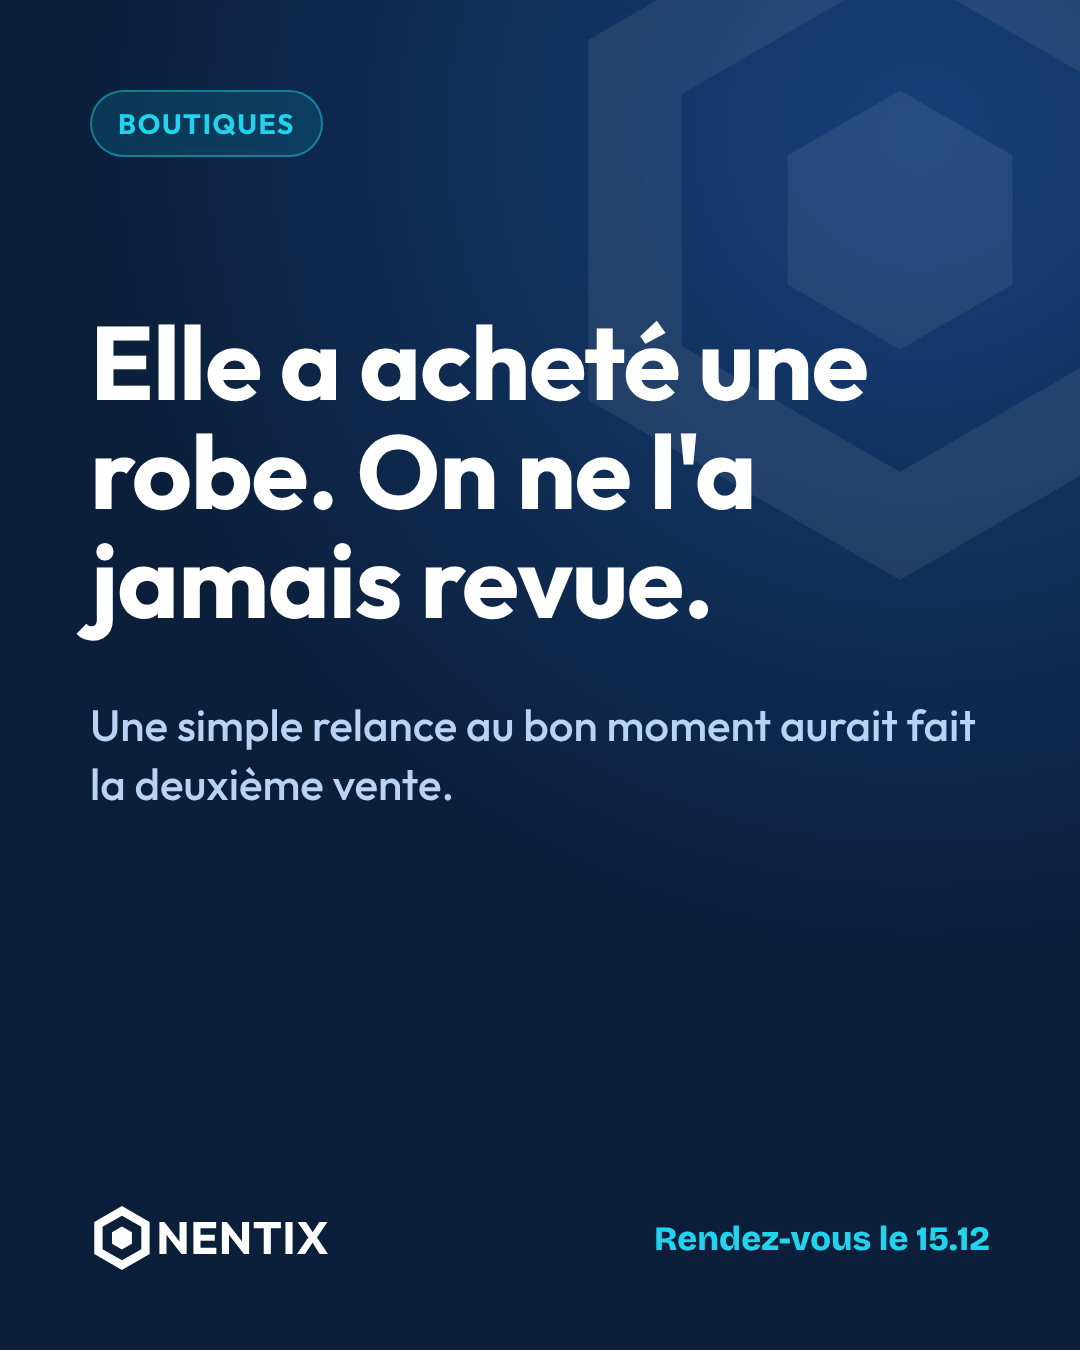 BOUTIQUES
Elle a acheté une
robe. On ne l'a
jamais revue.
Une simple relance au bon moment aurait fait
la deuxième vente.
NENTIX
Rendez-vous le 15.12